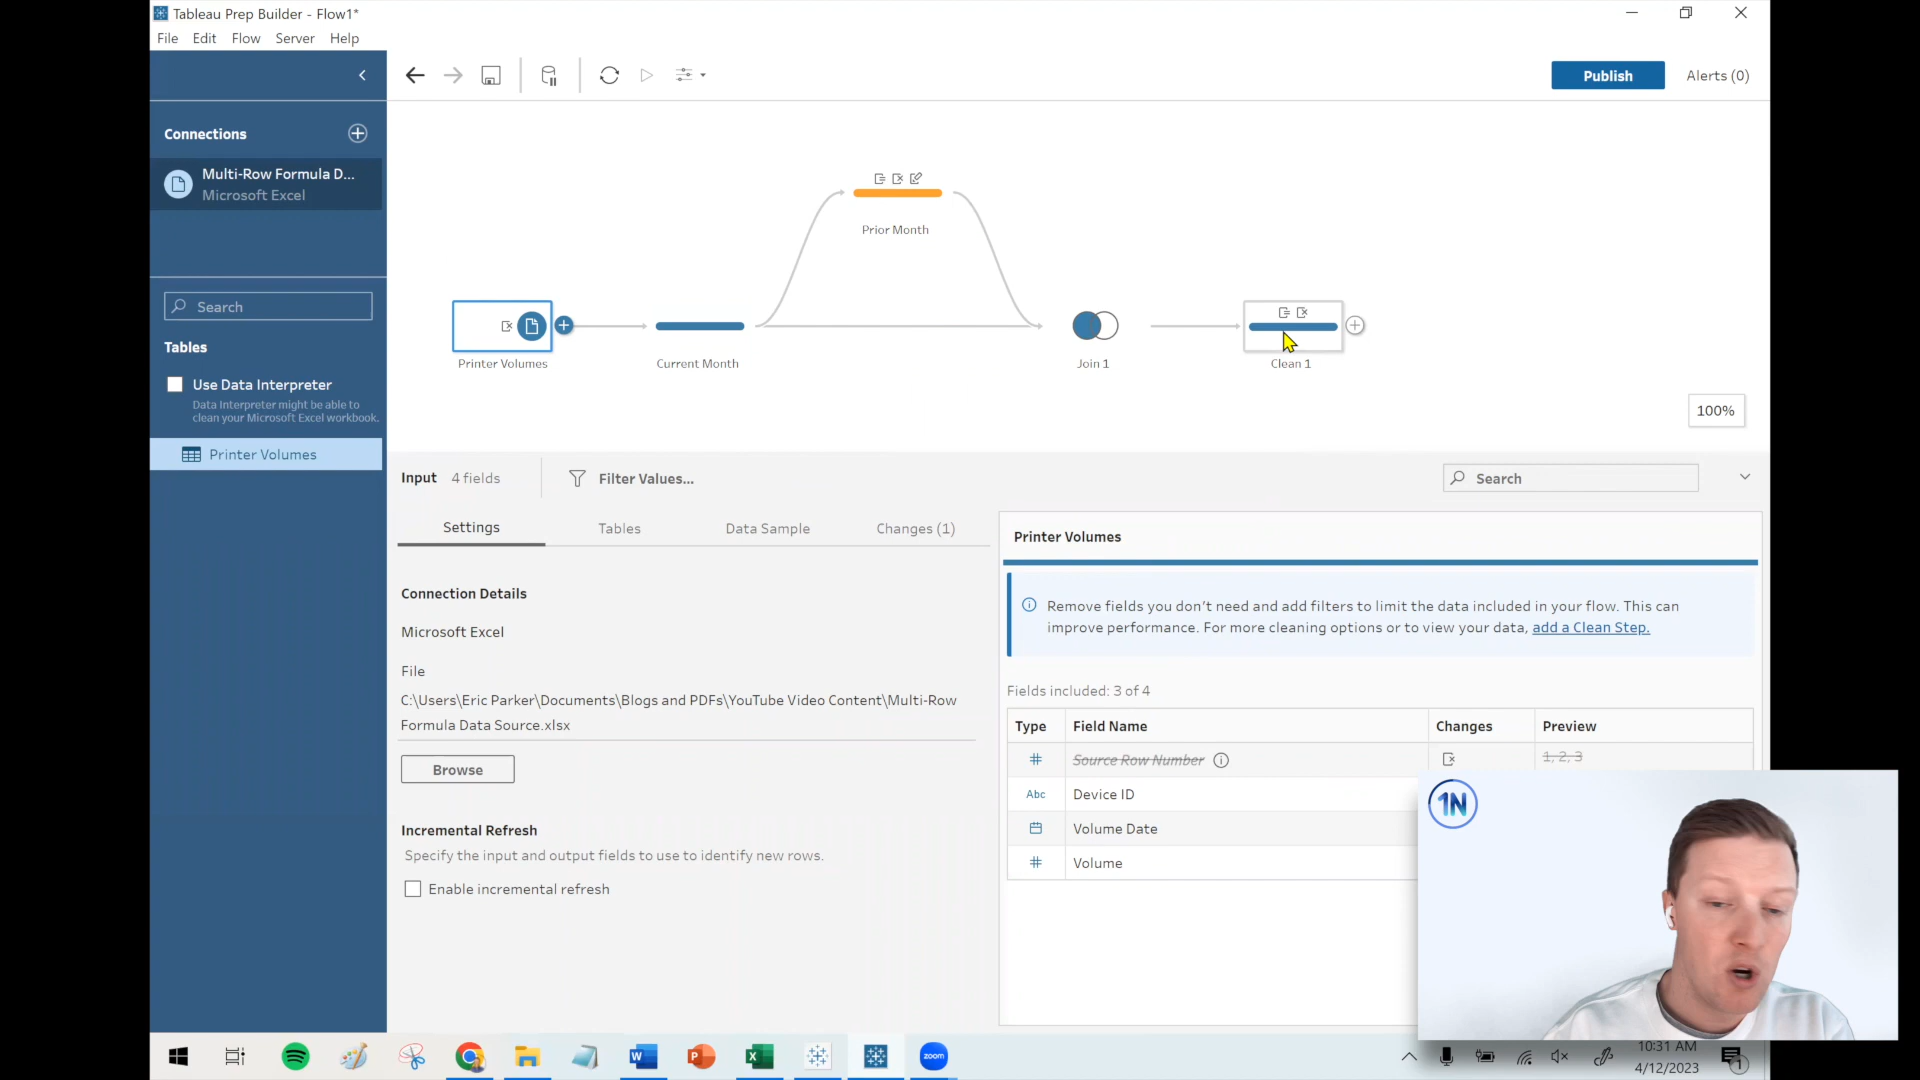 Tableau Prep Builder - Flow1*
File Edit Flow Server Help
Publish Alerts (0)
Connections
Multi-Row Formula D...
Microsoft Excel
Search
Tables
Use Data Interpreter
Data Interpreter might be able to
clean your Microsoft Excel workbook.
Printer Volumes
Prior Month
Printer Volumes
Current Month
Join 1
Clean 1
100%
Input 4 fields
Filter Values...
Search
Settings Tables Data Sample Changes (1)
Connection Details
Microsoft Excel
File
C:\Users\Eric Parker\Documents\Blogs and PDFs\YouTube Video Content\Multi-Row
Formula Data Source.xlsx
Browse
Incremental Refresh
Specify the input and output fields to use to identify new rows.
Enable incremental refresh
Printer Volumes
Remove fields you don't need and add filters to limit the data included in your flow. This can
improve performance. For more cleaning options or to view your data, add a Clean Step.
Fields included: 3 of 4
Type Field Name Changes Preview
# Source Row Number 1, 2, 3
Abc Device ID
Volume Date
# Volume
1N
W P X zoom
10:31 AM
4/12/2023
1